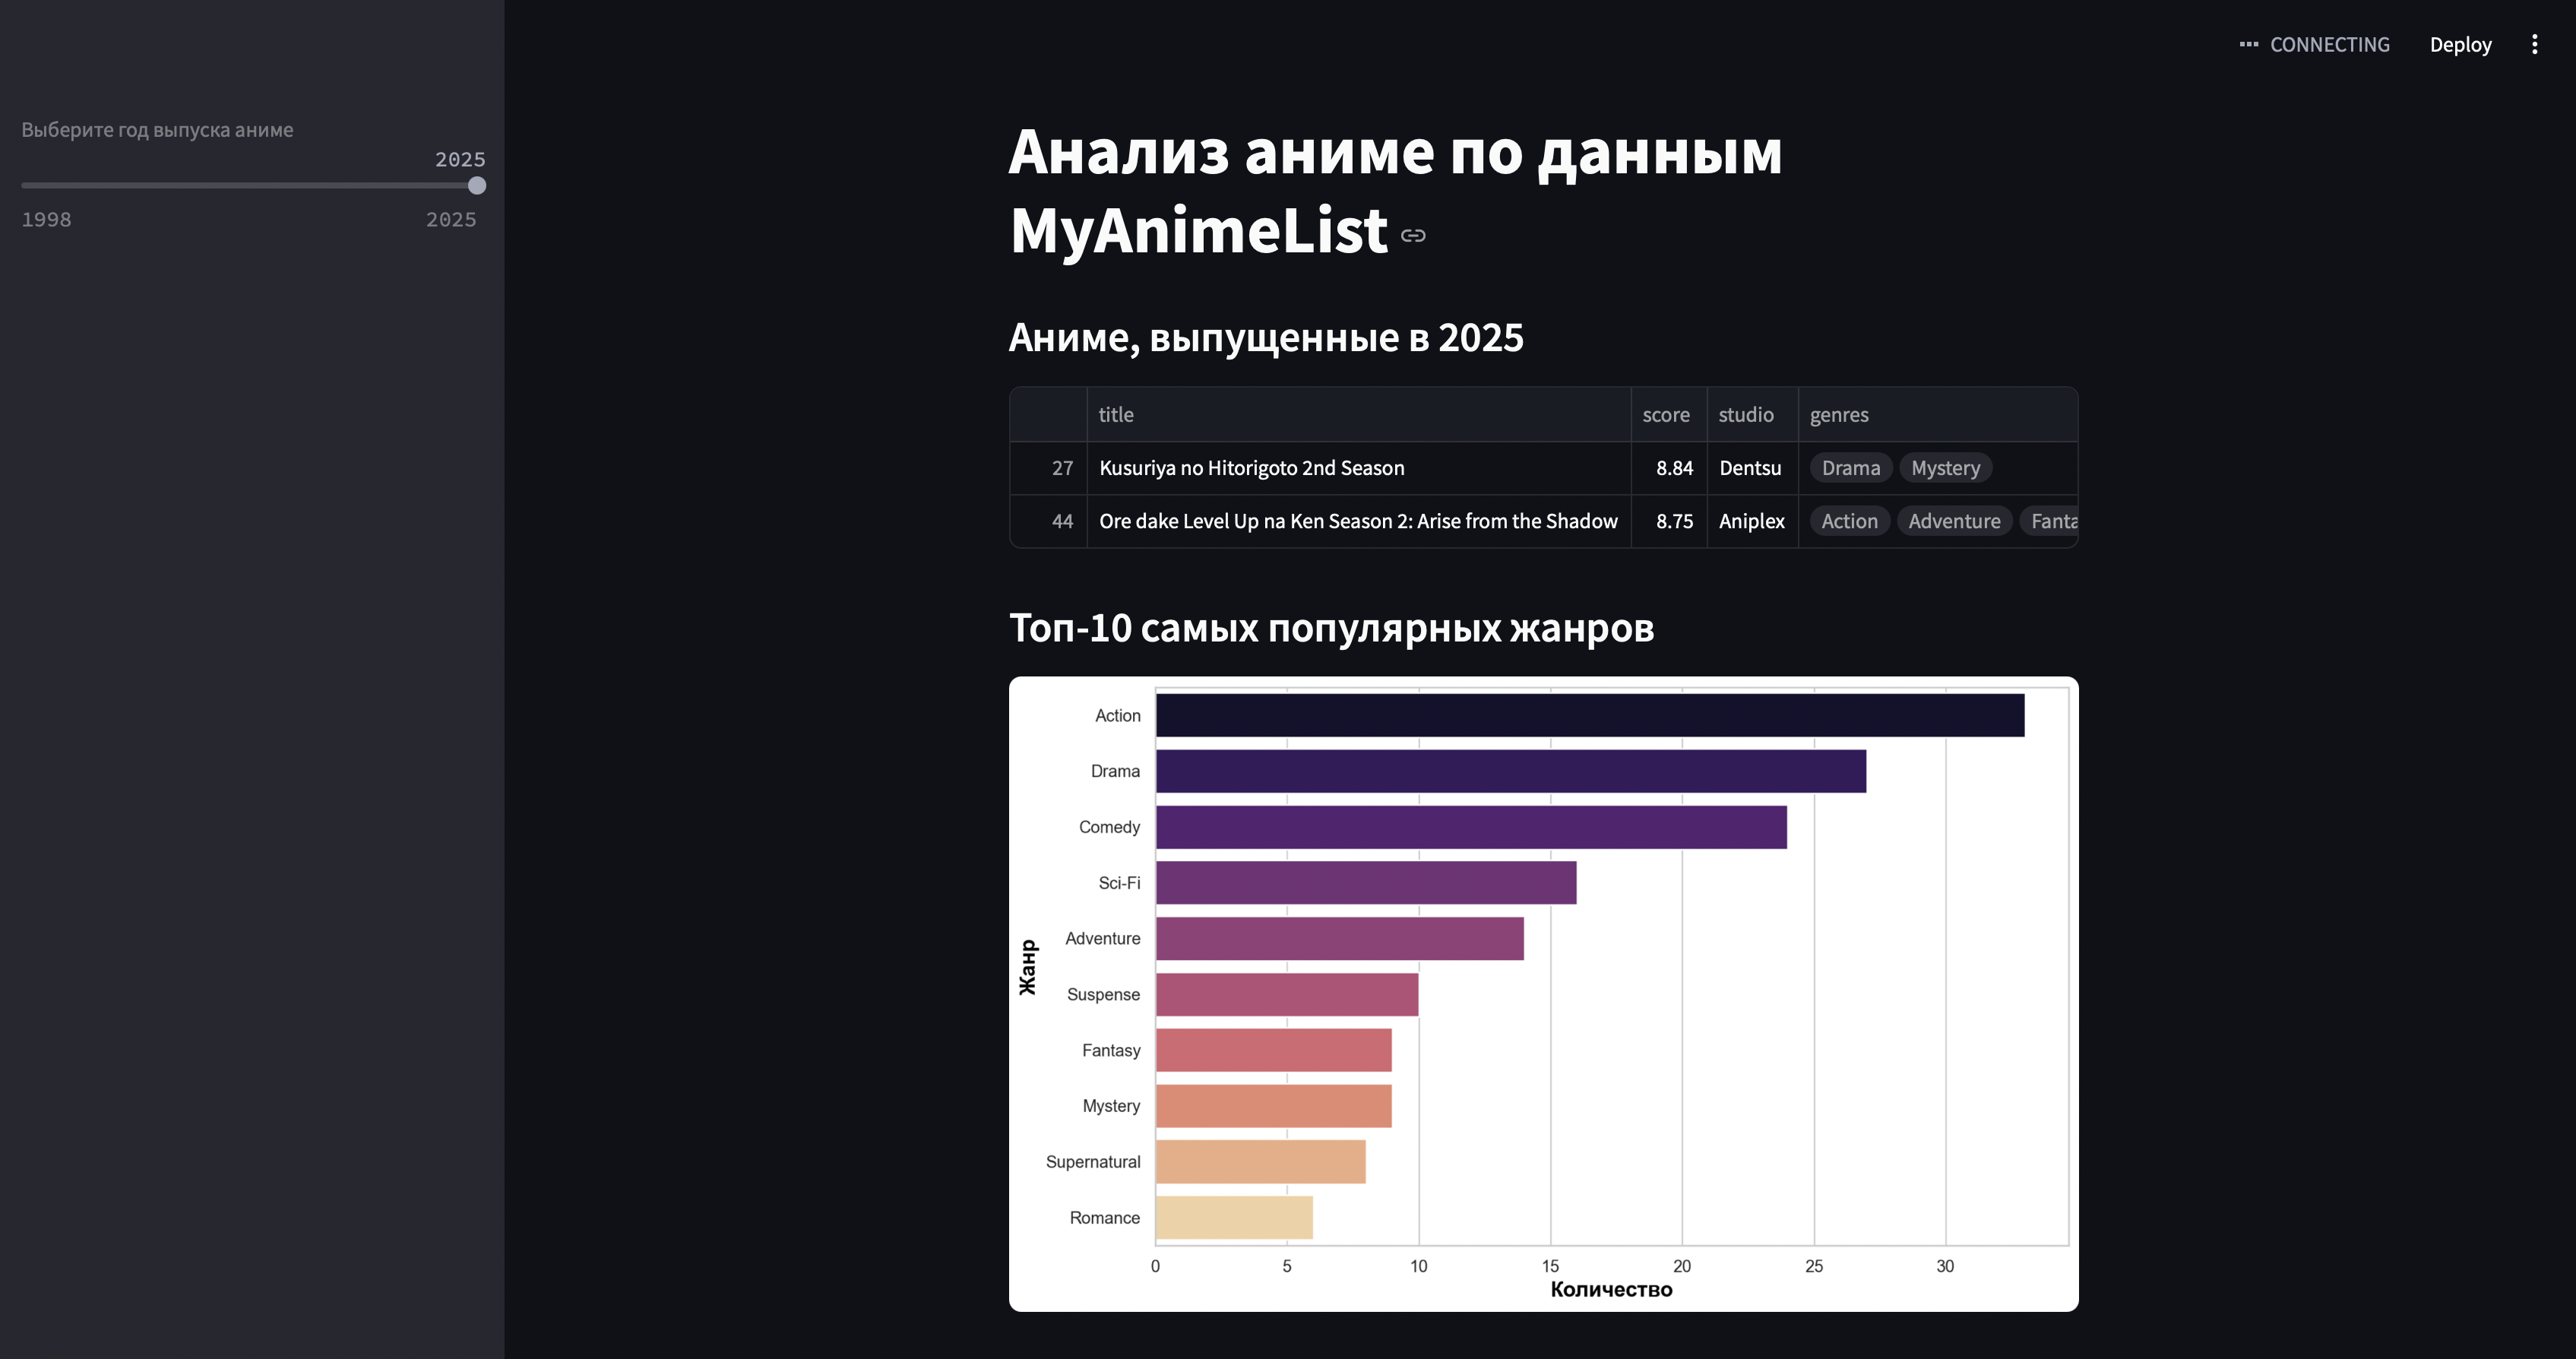 CONNECTING
Deploy
Выберите год выпуска аниме
2025
1998
2025
Анализ аниме по данным
MyAnimeList
Аниме, выпущенные в 2025
title score studio genres
27 Kusuriya no Hitorigoto 2nd Season 8.84 Dentsu Drama Mystery
44 Ore dake Level Up na Ken Season 2: Arise from the Shadow 8.75 Aniplex Action Adventure Fanta
Топ-10 самых популярных жанров
Action
Drama
Comedy
Sci-Fi
Adventure
Suspense
Fantasy
Mystery
Supernatural
Romance
Жанр
0 5 10 15 20 25 30
Количество